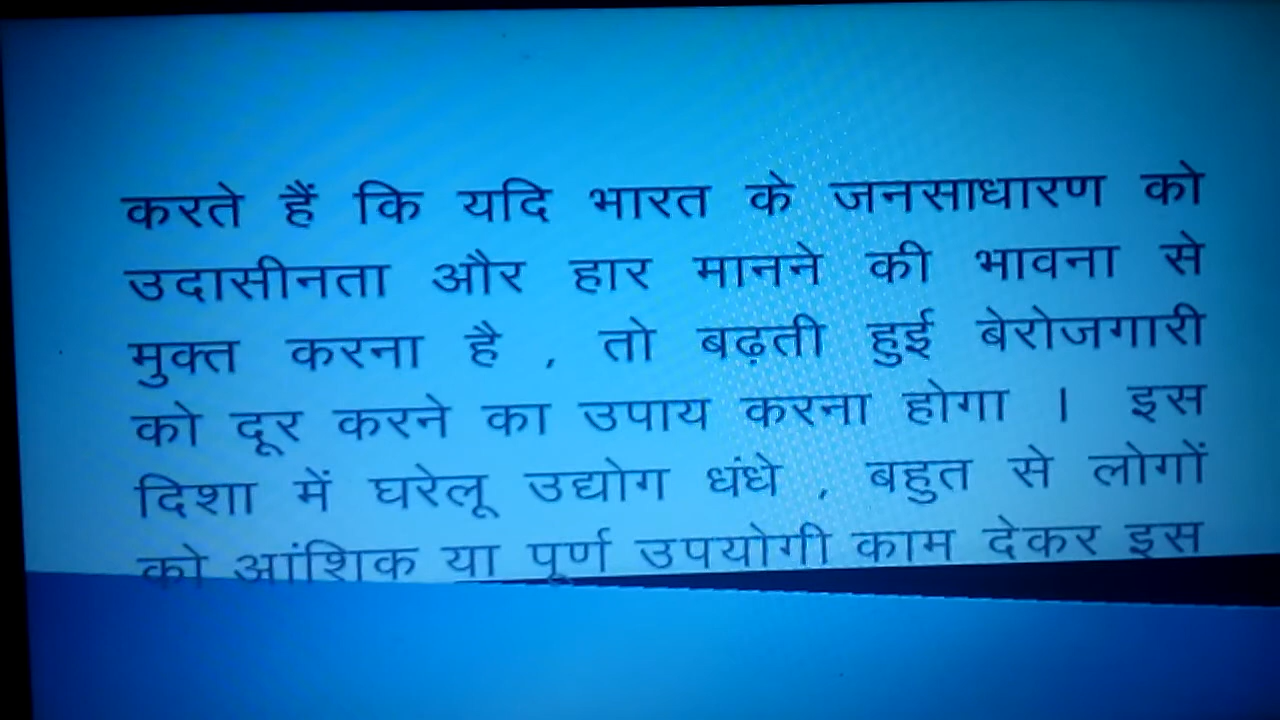 करते हैं कि यदि भारत के जनसाधारण को
उदासीनता और हार मानने की भावना से
मुक्त करना है , तो बढ़ती हुई बेरोजगारी
को दूर करने का उपाय करना होगा । इस
दिशा में घरेलू उद्योग धंधे , बहुत से लोगों
को आंशिक या पूर्ण उपयोगी काम देकर इस